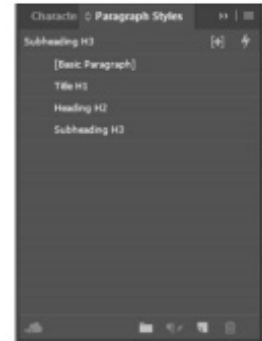 Characte Paragraph Styles
Subheading H3
[Basic Paragraph]
Title H1
Heading H2
Subheading H3